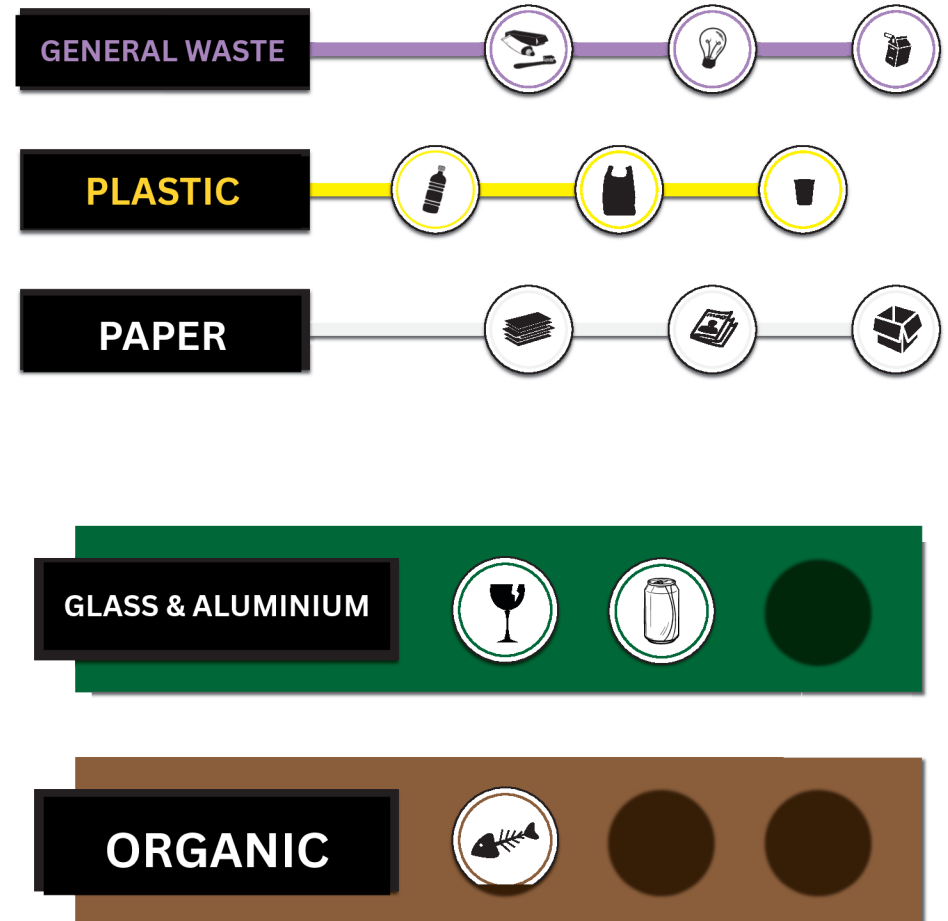 GENERAL WASTE
PLASTIC
PAPER
GLASS & ALUMINIUM
ORGANIC